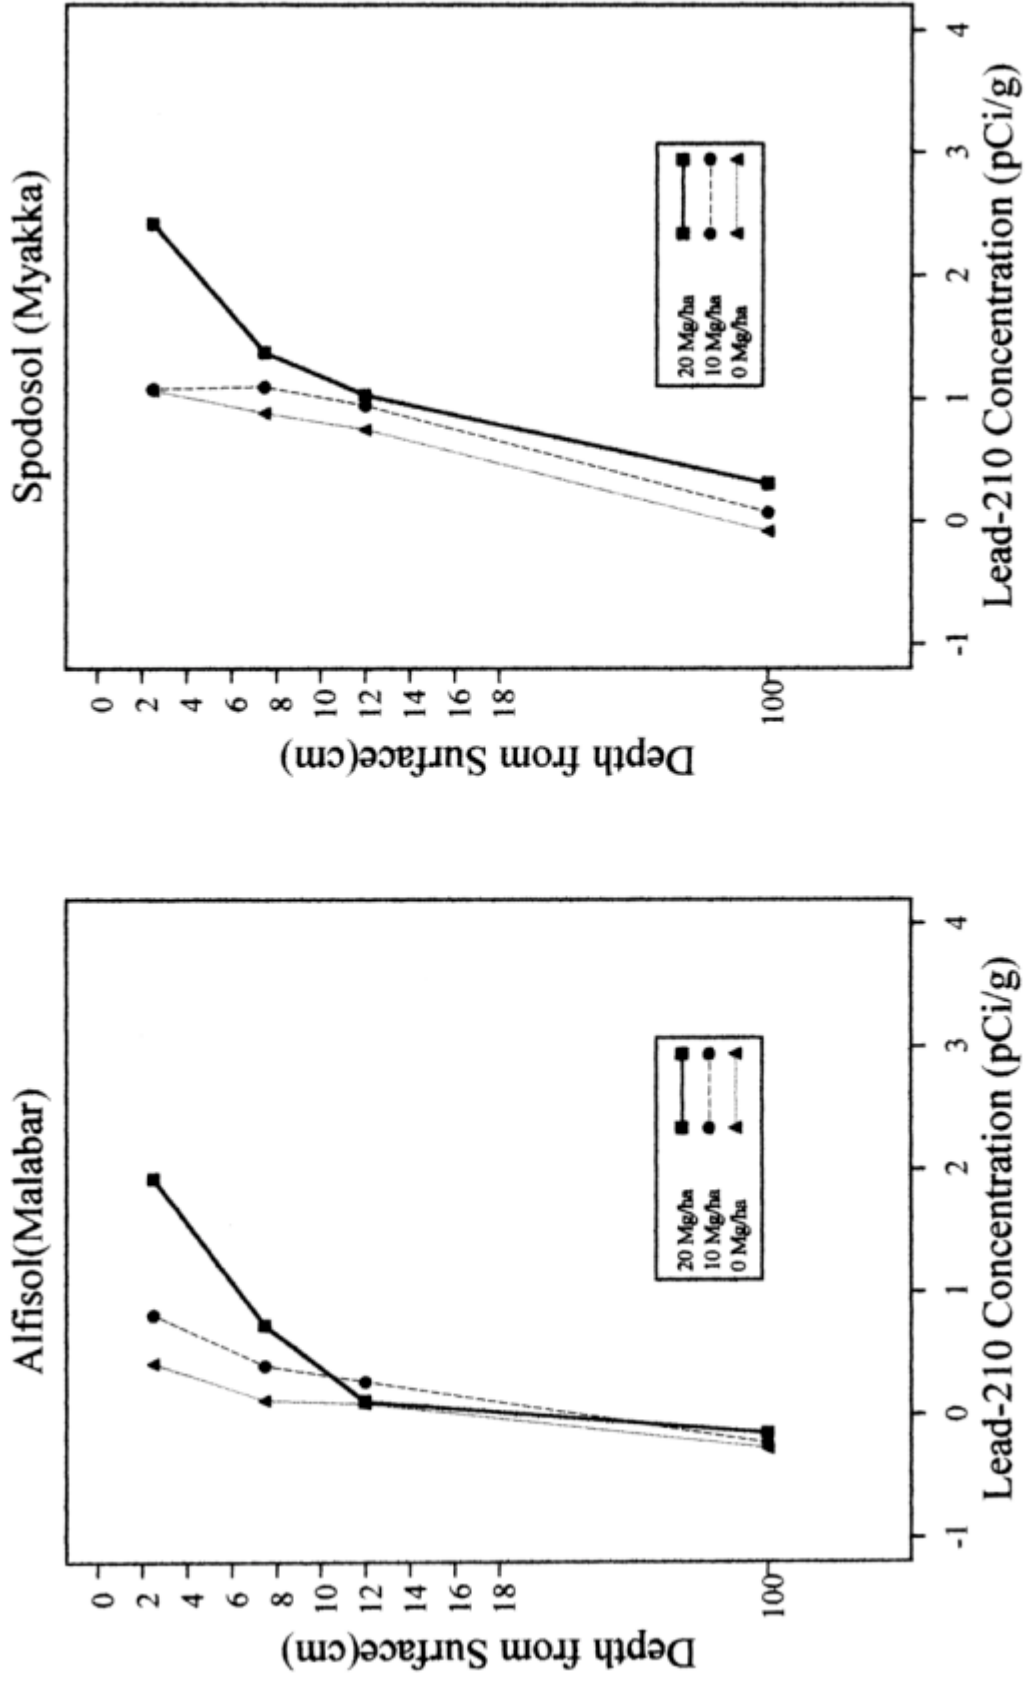 Alfisol(Malabar)
Depth from Surface(cm)
0
2
4
6
8
10
12
14
16
18
100
20 Mg/ha
10 Mg/ha
0 Mg/ha
-1
0
1
2
3
4
Lead-210 Concentration (pCi/g)
Spodosol (Myakka)
Depth from Surface(cm)
0
2
4
6
8
10
12
14
16
18
100
20 Mg/ha
10 Mg/ha
0 Mg/ha
-1
0
1
2
3
4
Lead-210 Concentration (pCi/g)